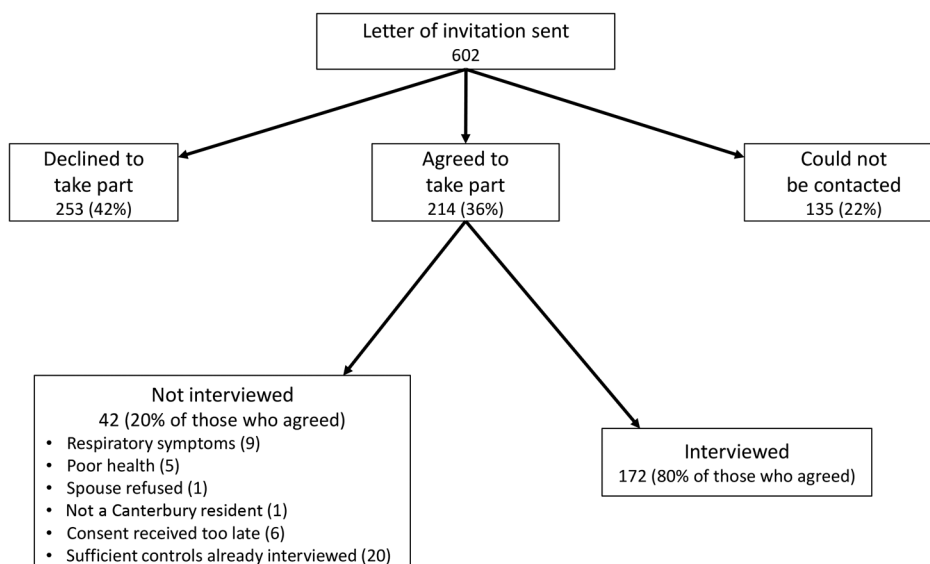 Letter of invitation sent
602
Declined to
take part
253 (42%)
Agreed to
take part
214 (36%)
Could not
be contacted
135 (22%)
Not interviewed
42 (20% of those who agreed)
• Respiratory symptoms (9)
• Poor health (5)
• Spouse refused (1)
• Not a Canterbury resident (1)
• Consent received too late (6)
• Sufficient controls already interviewed (20)
Interviewed
172 (80% of those who agreed)